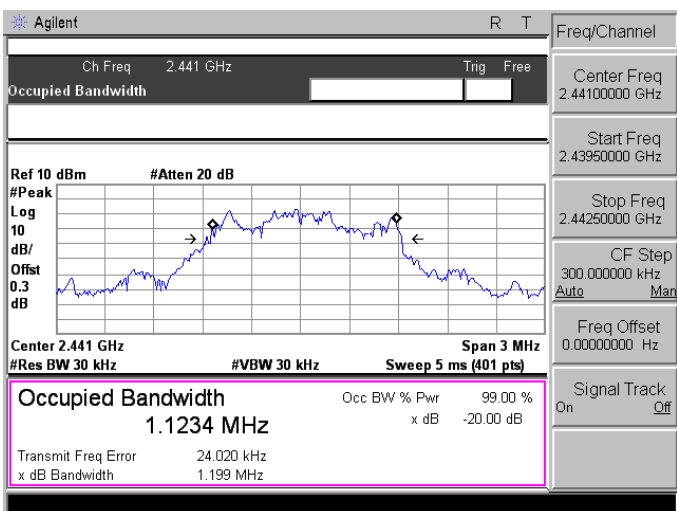 Agilent R T
Ch Freq 2.441 GHz Trig Free
Occupied Bandwidth
Ref 10 dBm #Atten 20 dB
#Peak
Log
10
dB/
Offst
0.3
dB
Center 2.441 GHz Span 3 MHz
#Res BW 30 kHz #VBW 30 kHz Sweep 5 ms (401 pts)
Occupied Bandwidth Occ BW % Pwr 99.00 %
1.1234 MHz x dB -20.00 dB
Transmit Freq Error 24.020 kHz
x dB Bandwidth 1.199 MHz
Freq/Channel
Center Freq
2.44100000 GHz
Start Freq
2.43950000 GHz
Stop Freq
2.44250000 GHz
CF Step
300.000000 kHz
Auto Man
Freq Offset
0.00000000 Hz
Signal Track
On Off